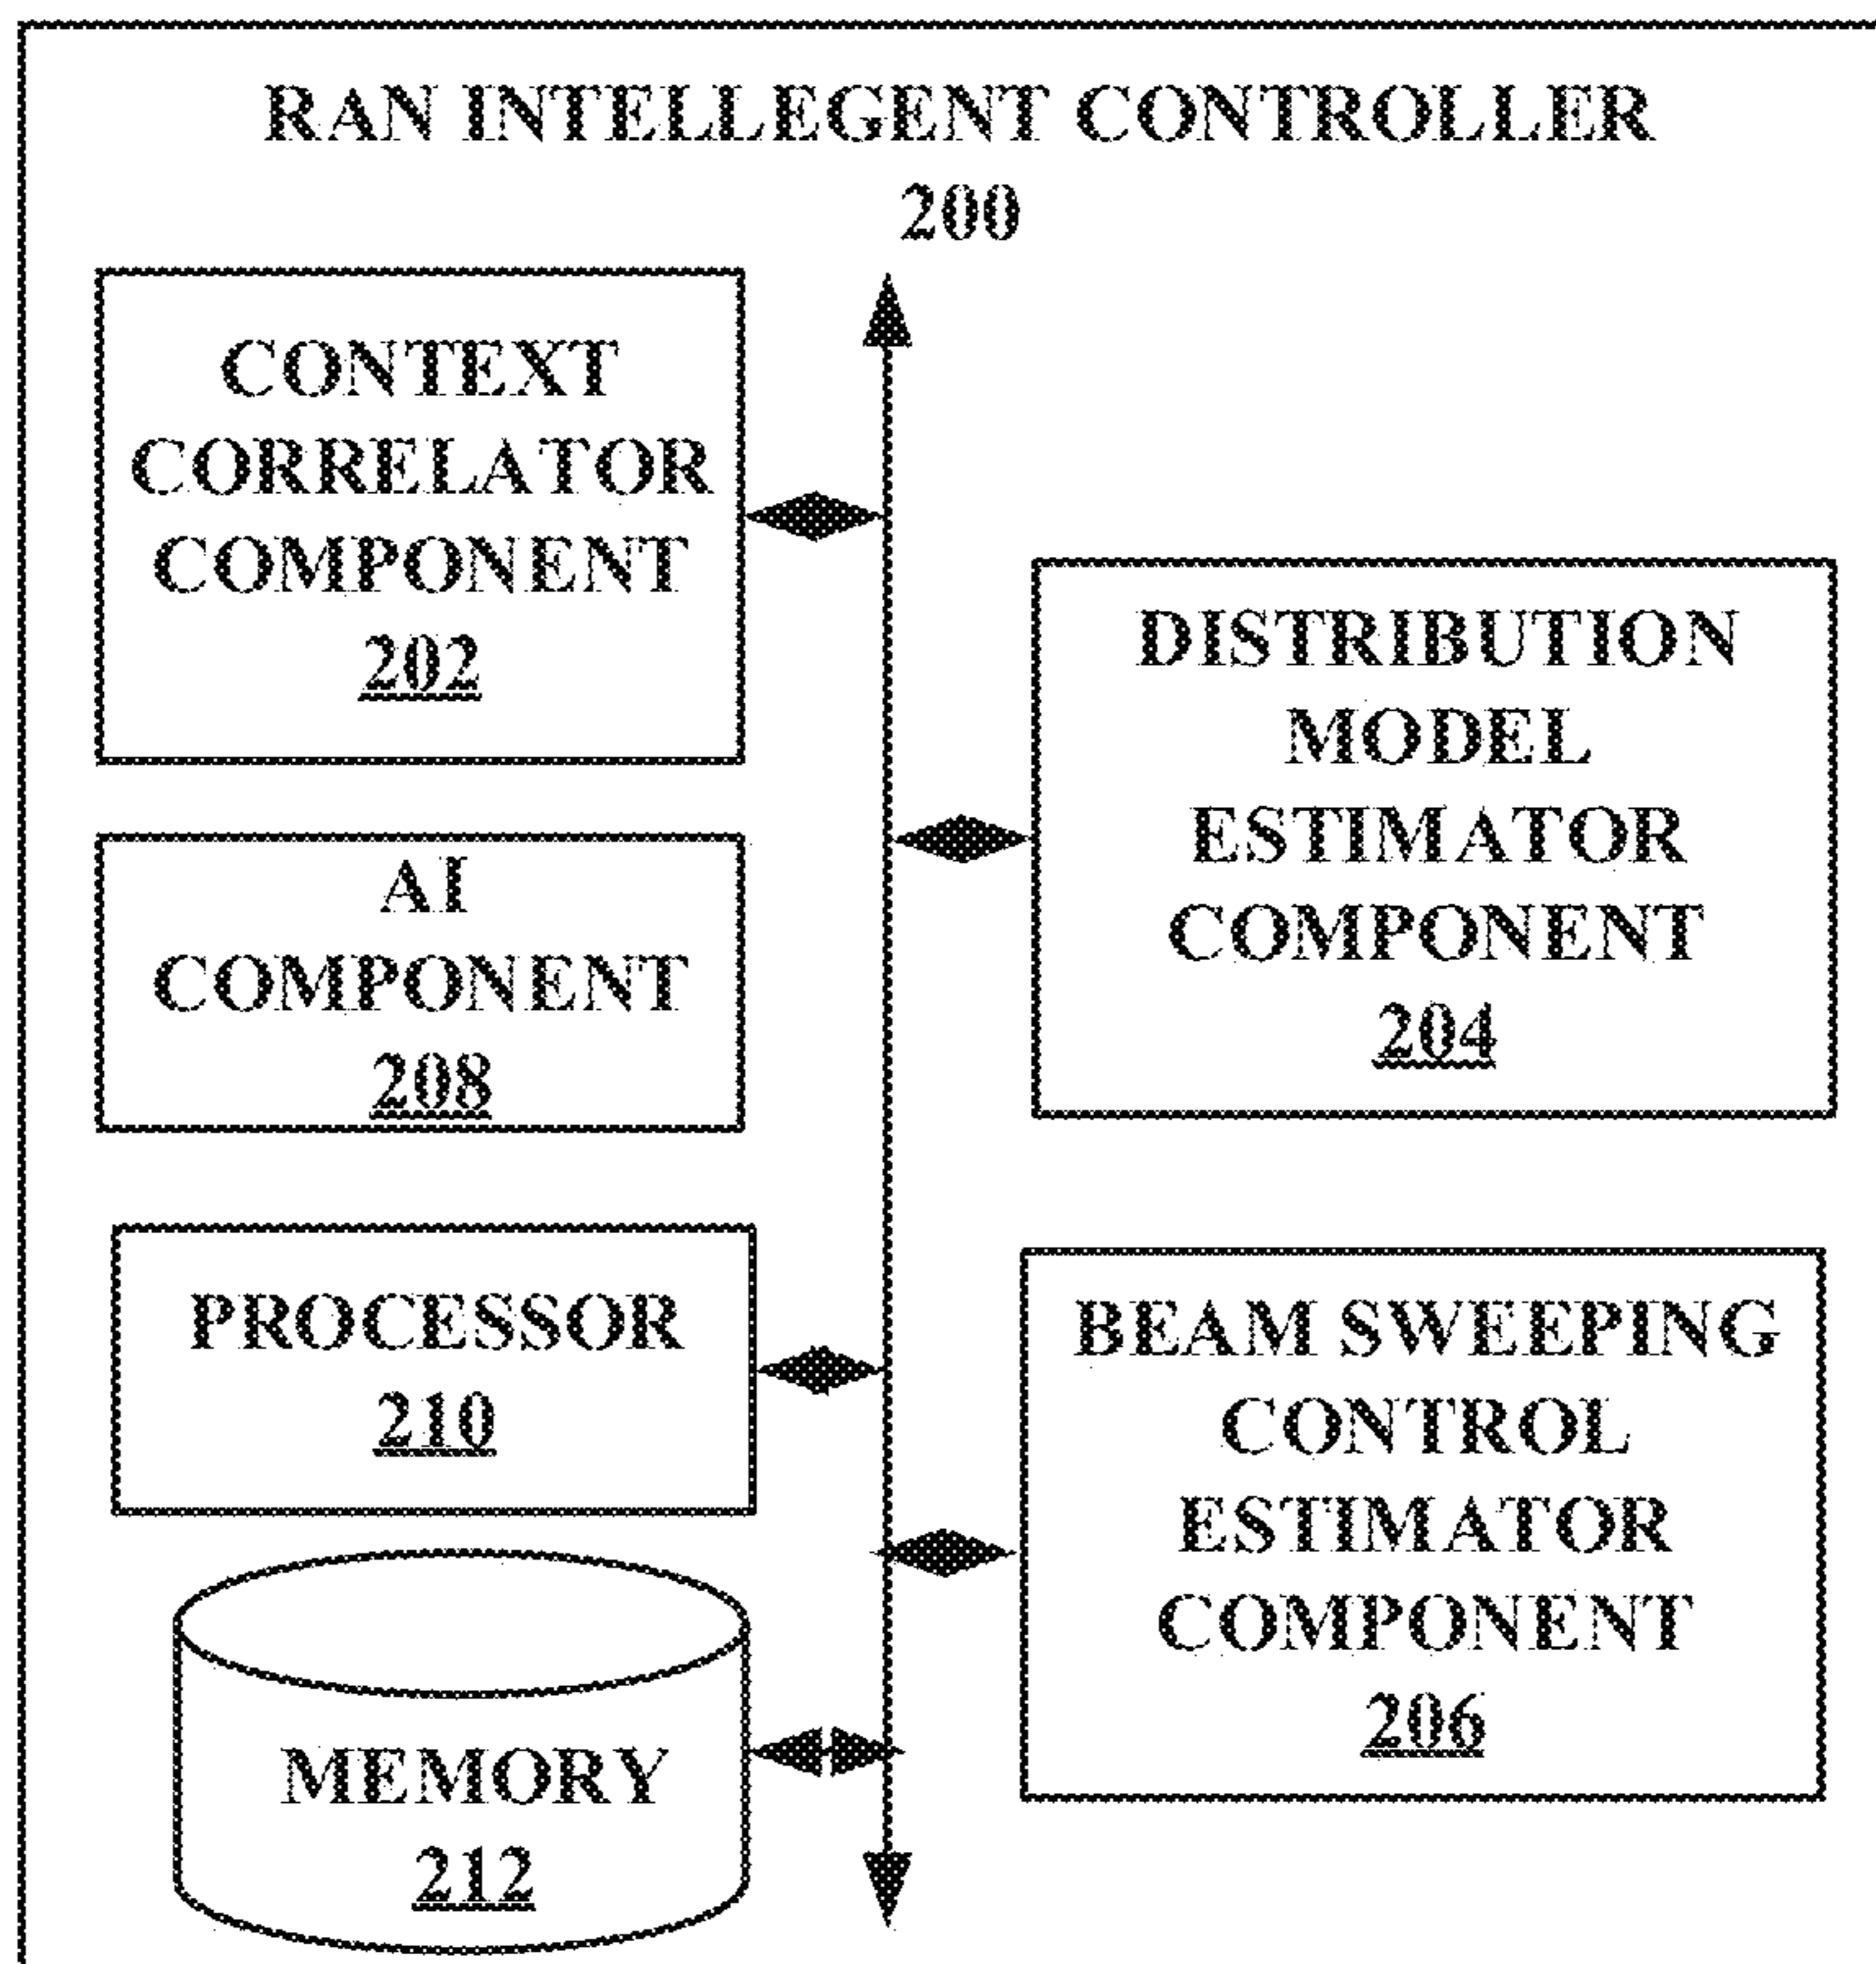 RAN INTELLEGENT CONTROLLER
200
CONTEXT
CORRELATOR
COMPONENT
202
DISTRIBUTION
MODEL
ESTIMATOR
COMPONENT
204
AI
COMPONENT
208
PROCESSOR
210
BEAM SWEEPING
CONTROL
ESTIMATOR
COMPONENT
206
MEMORY
212